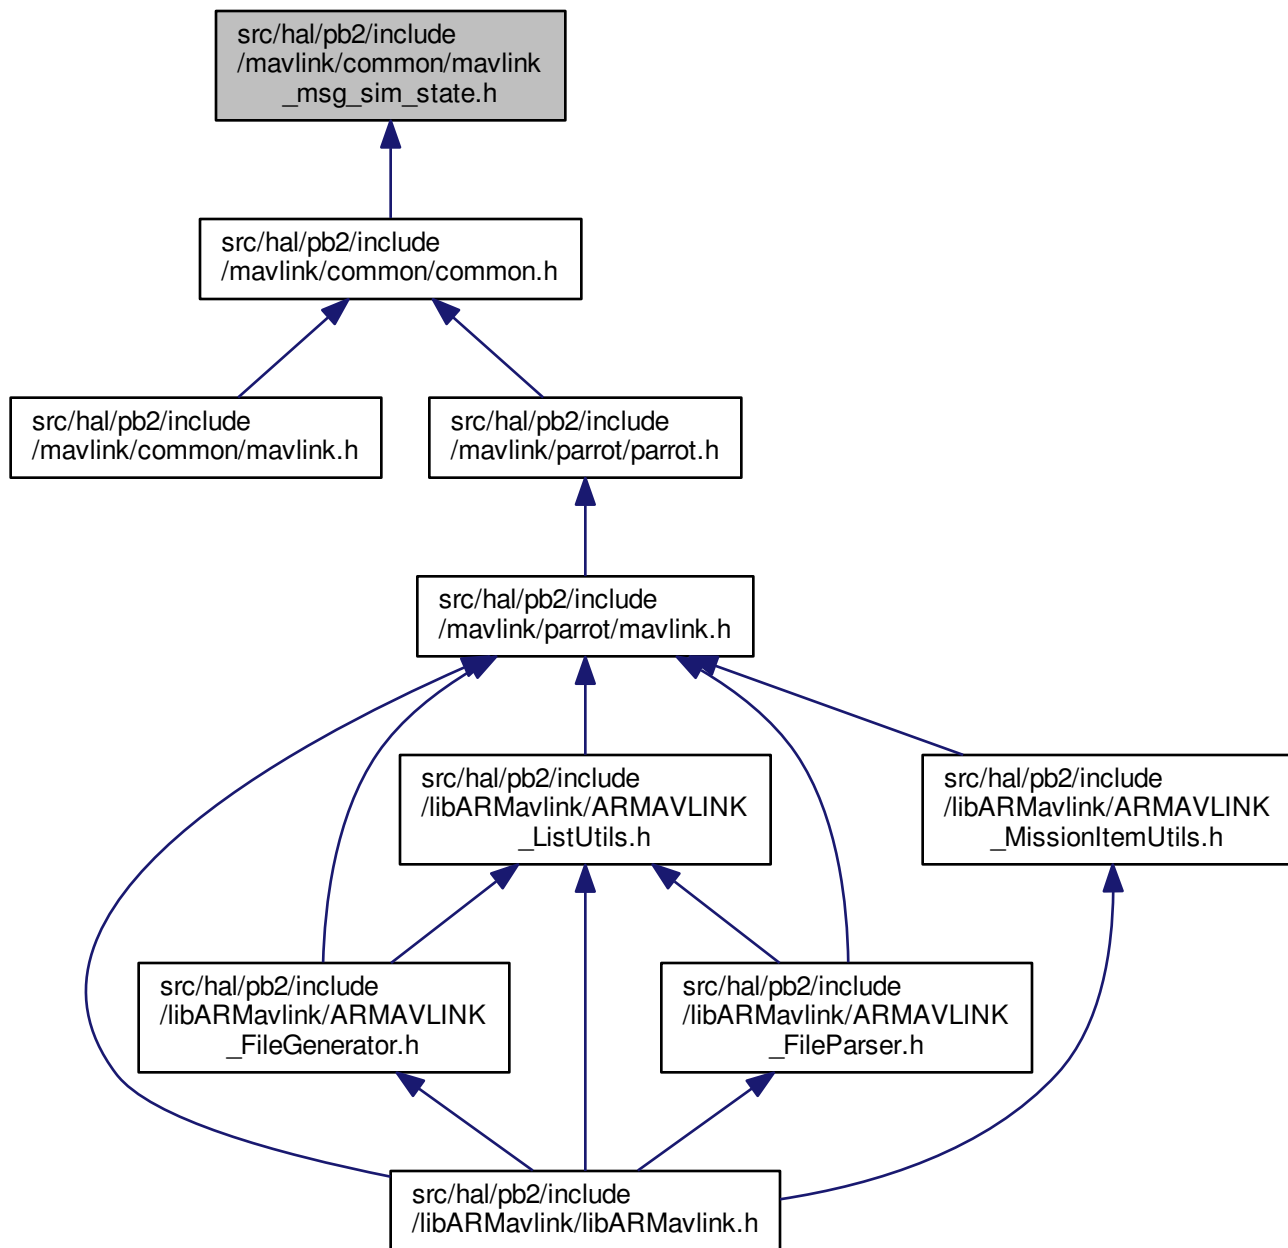 src/hal/pb2/include
/mavlink/common/mavlink
_msg_sim_state.h
src/hal/pb2/include
/mavlink/common/common.h
src/hal/pb2/include
/mavlink/common/mavlink.h
src/hal/pb2/include
/mavlink/parrot/parrot.h
src/hal/pb2/include
/mavlink/parrot/mavlink.h
src/hal/pb2/include
/libARMavlink/ARMAVLINK
_ListUtils.h
src/hal/pb2/include
/libARMavlink/ARMAVLINK
_MissionItemUtils.h
src/hal/pb2/include
/libARMavlink/ARMAVLINK
_FileGenerator.h
src/hal/pb2/include
/libARMavlink/ARMAVLINK
_FileParser.h
src/hal/pb2/include
/libARMavlink/libARMavlink.h